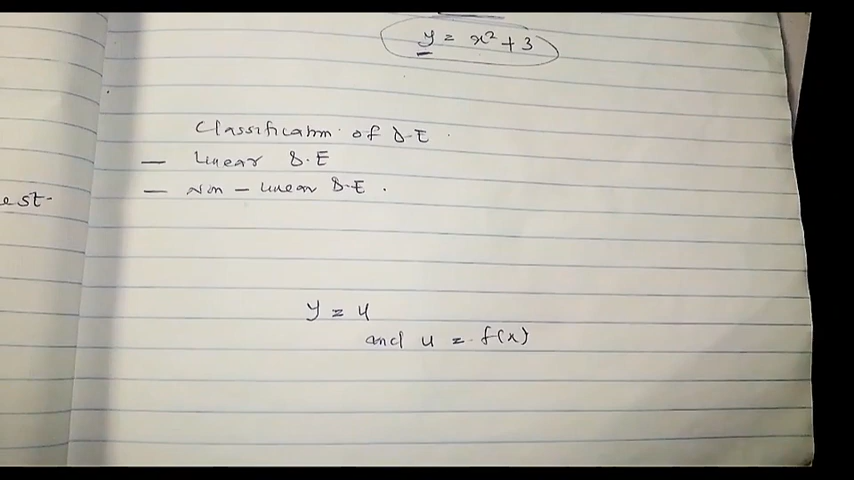 y = x² + 3
Classification of D.E.
— Linear D.E
— Non - linear D.E.
est-
y = u
and u = f(x)